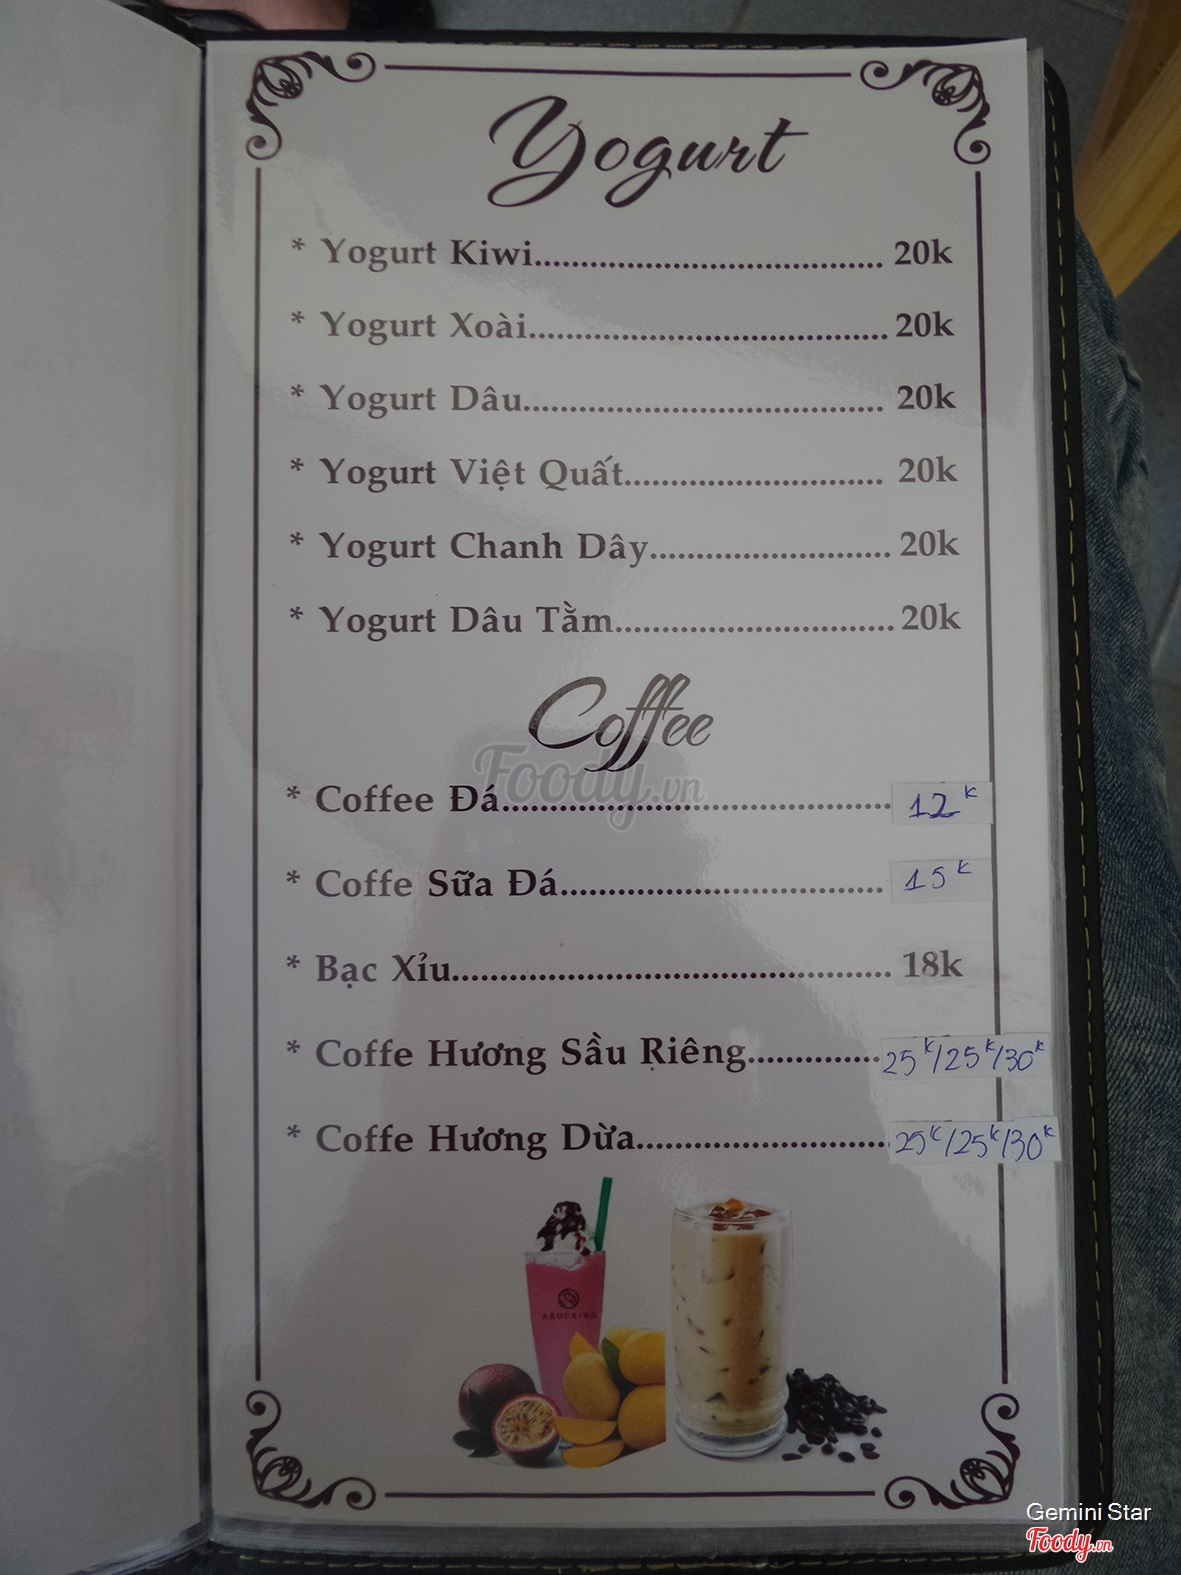 Yogurt
* Yogurt Kiwi................................... 20k
* Yogurt Xoài.................................... 20k
* Yogurt Dâu.................................... 20k
* Yogurt Việt Quất.......................... 20k
* Yogurt Chanh Dây........................ 20k
* Yogurt Dâu Tằm............................ 20k
Coffee
Foody.vn
* Coffee Đá....................................... 12k
* Coffe Sữa Đá................................. 15k
* Bạc Xỉu............................................ 18k
* Coffe Hương Sầu Riêng............. 25k/25k/30k
* Coffe Hương Dừa......................... 25k/25k/30k
AROCKING
Gemini Star
Foody.vn